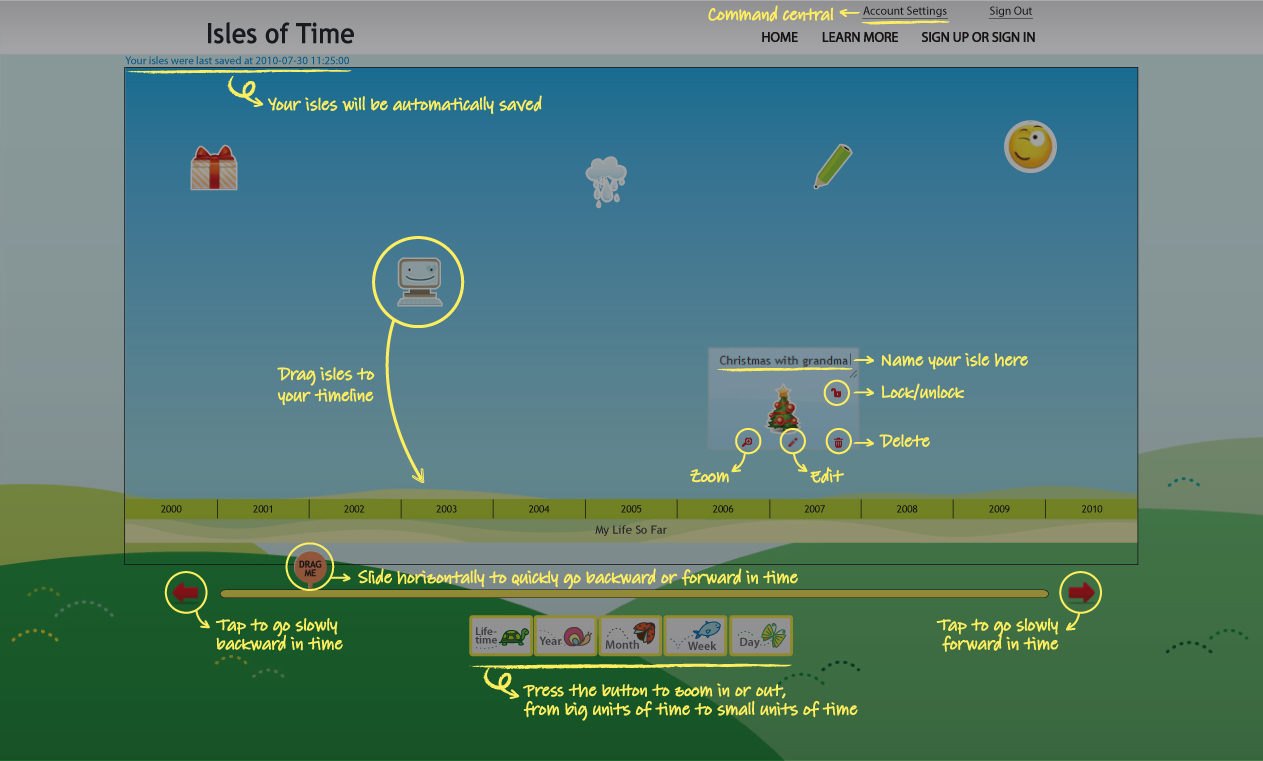 Command central
Account Settings
Sign Out
Isles of Time
HOME
LEARN MORE
SIGN UP OR SIGN IN
Your isles were last saved at 2010-07-30 11:25:00
Your isles will be automatically saved
Drag isles to
your timeline
Christmas with grandma
Name your isle here
Lock/unlock
Delete
Zoom
Edit
2000 2001 2002 2003 2004 2005 2006 2007 2008 2009 2010
My Life So Far
DRAG
ME
Slide horizontally to quickly go backward or forward in time
Tap to go slowly
backward in time
Tap to go slowly
forward in time
Life-
time
Year
Month
Week
Day
Press the button to zoom in or out,
from big units of time to small units of time